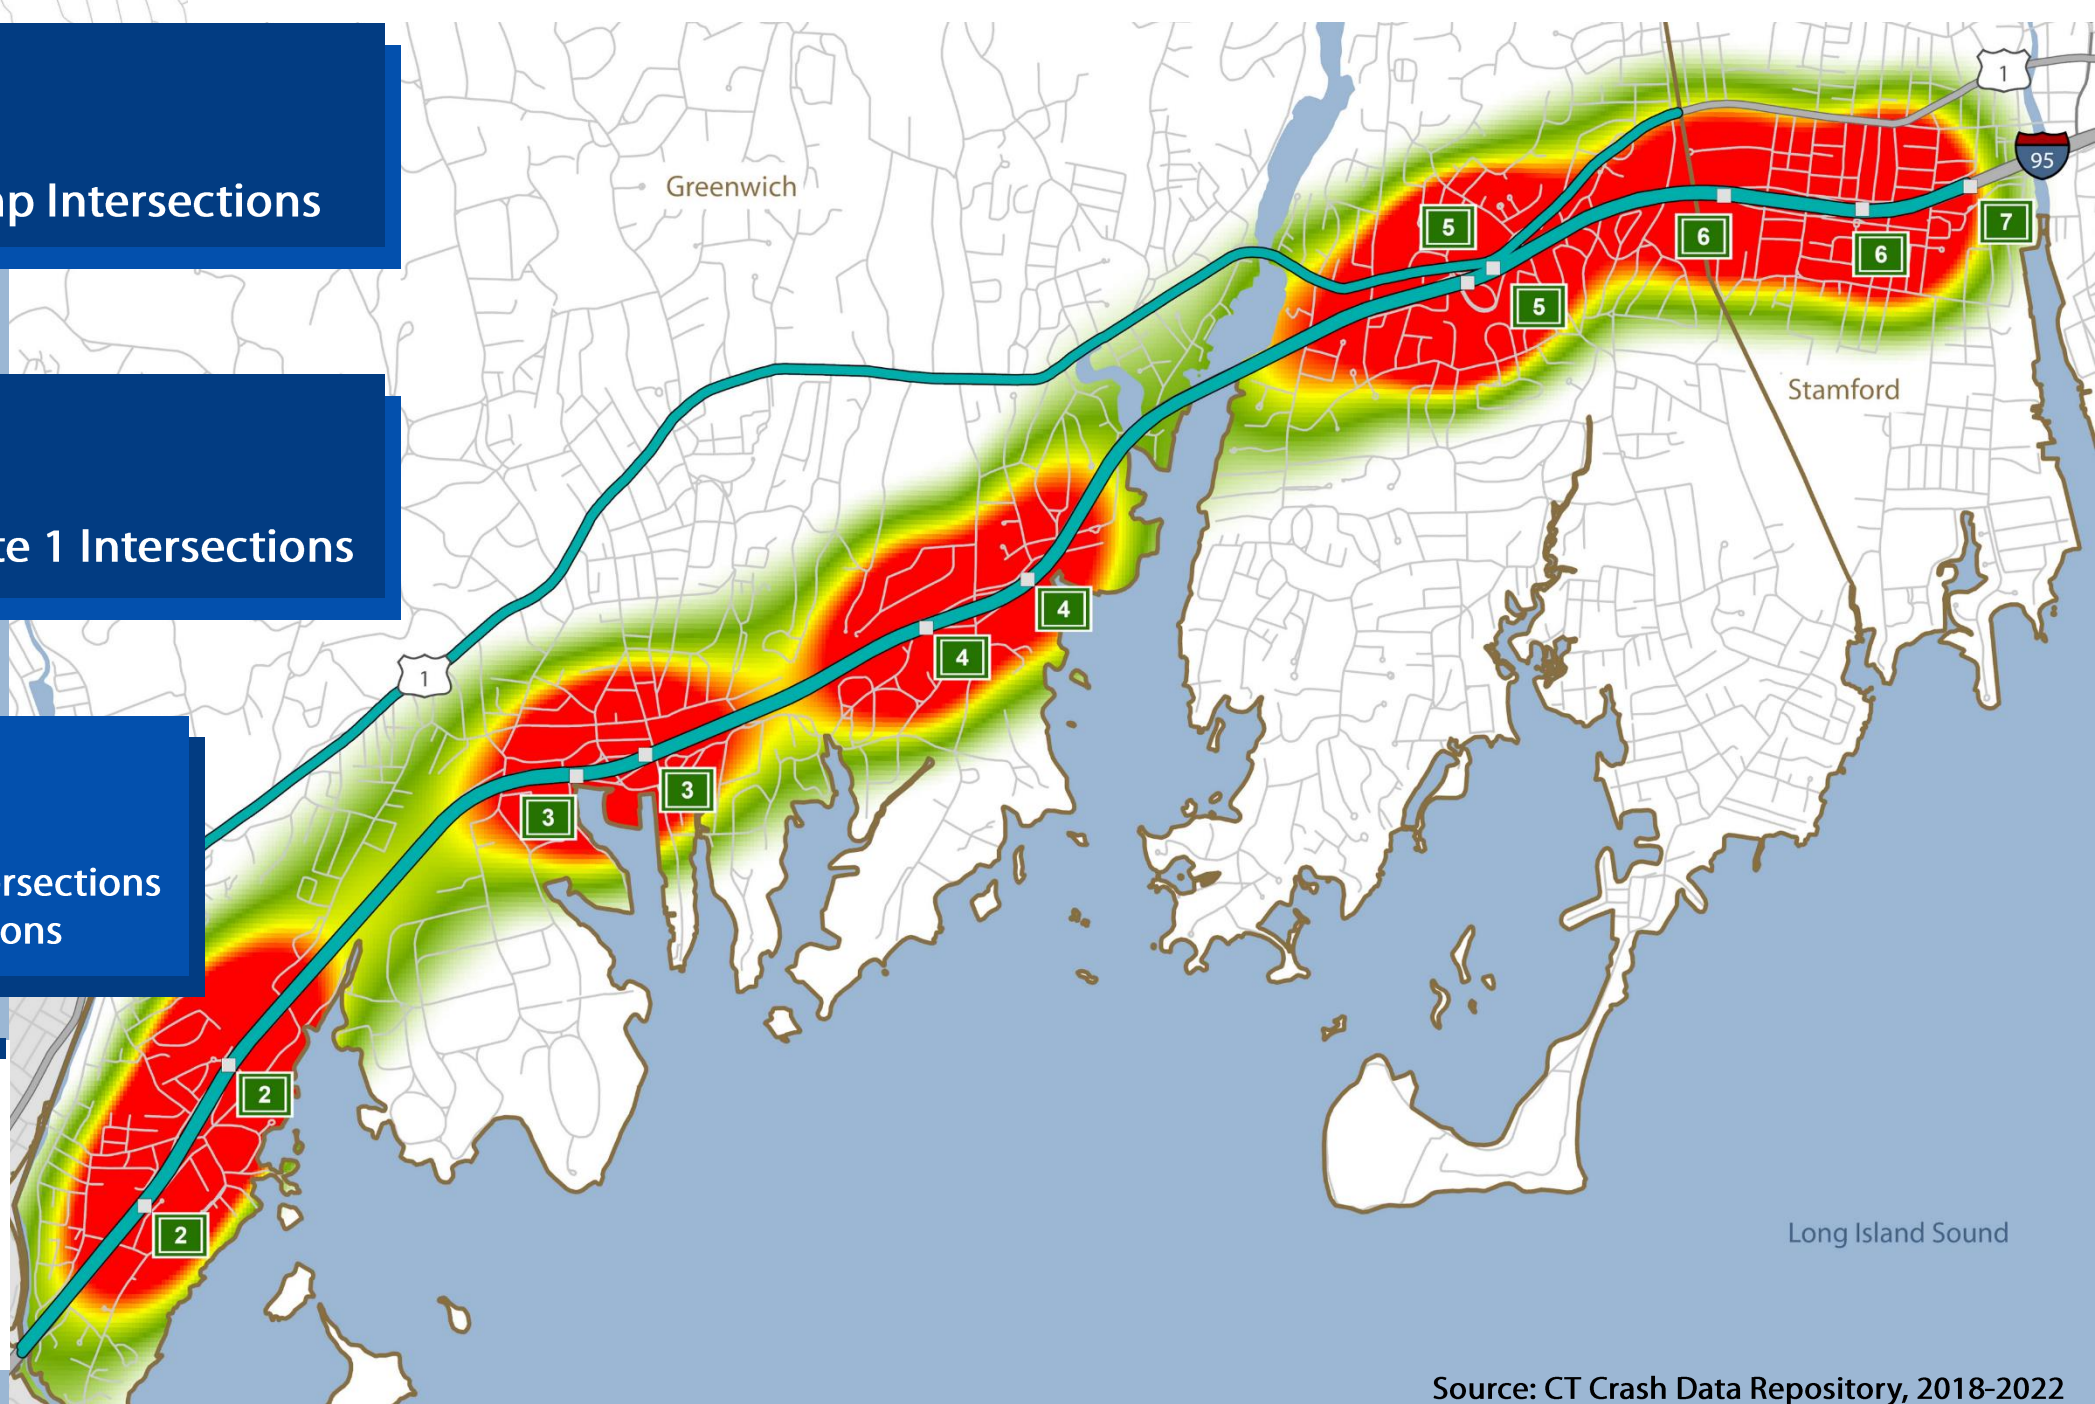 Intersections
1 Intersections
ons
Greenwich
1
95
5
6
6
7
5
Stamford
4
4
1
3
3
2
2
Long Island Sound
Source: CT Crash Data Repository, 2018-2022